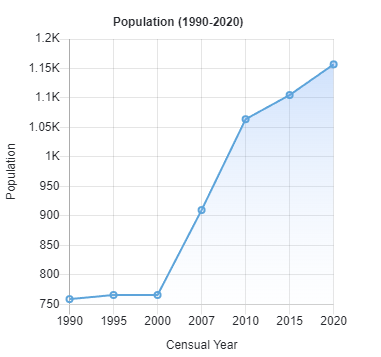 Population (1990-2020)
1.2K
1.15K
1.1K
1.05K
1K
950
900
850
800
750
Population
1990 1995 2000 2007 2010 2015 2020
Censual Year